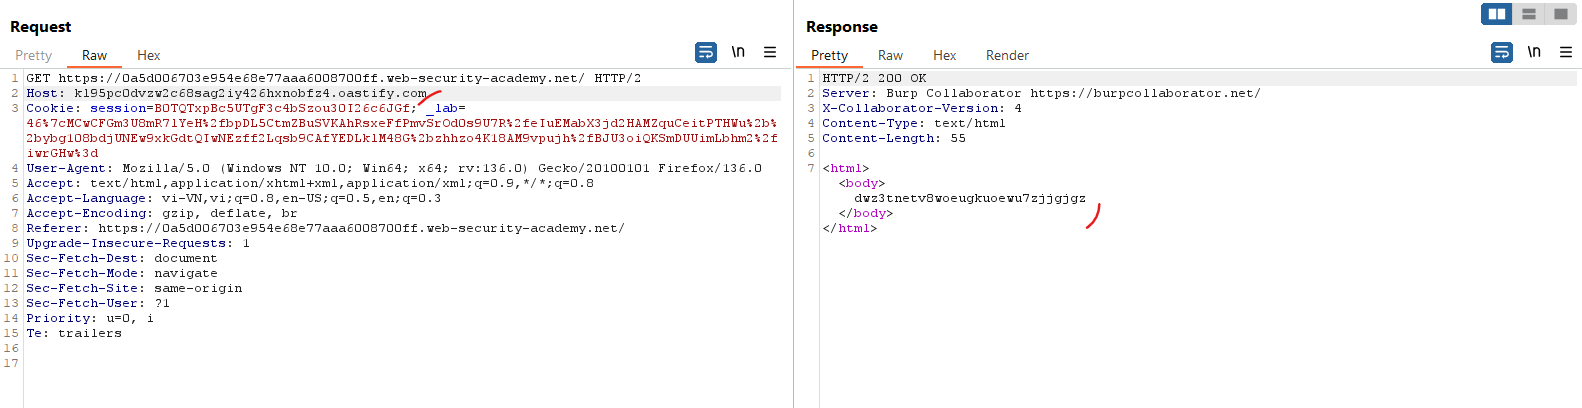 Request
Pretty Raw Hex
\n
1 GET https://0a5d006703e954e68e77aaa6008700ff.web-security-academy.net/ HTTP/2
2 Host: kl95pc0dvzw2c68sag2iy426hxnobfz4.oastify.com
3 Cookie: session=B0TQTxpBc5UTgF3c4bSzou30I26c6JGf; _lab=
46%7cMCwCFGm3U8mR7lYeH%2fbpDL5CtmZBuSVKAhRsxeFfPmvSrOd0s9U7R%2feIuEMabX3jd2HAMZquCeitPTHWu%2b%
2bybg108bdjUNEw9xkGdtQIwNEzff2Lqsb9CAfYEDLklM48G%2bzhhzo4K18AM9vpujh%2fBJU3oiQKSmDUUimLbhm2%2f
iwrGHw%3d
4 User-Agent: Mozilla/5.0 (Windows NT 10.0; Win64; x64; rv:136.0) Gecko/20100101 Firefox/136.0
5 Accept: text/html,application/xhtml+xml,application/xml;q=0.9,*/*;q=0.8
6 Accept-Language: vi-VN,vi;q=0.8,en-US;q=0.5,en;q=0.3
7 Accept-Encoding: gzip, deflate, br
8 Referer: https://0a5d006703e954e68e77aaa6008700ff.web-security-academy.net/
9 Upgrade-Insecure-Requests: 1
10 Sec-Fetch-Dest: document
11 Sec-Fetch-Mode: navigate
12 Sec-Fetch-Site: same-origin
13 Sec-Fetch-User: ?1
14 Priority: u=0, i
15 Te: trailers
16
17
Response
Pretty Raw Hex Render
\n
1 HTTP/2 200 OK
2 Server: Burp Collaborator https://burpcollaborator.net/
3 X-Collaborator-Version: 4
4 Content-Type: text/html
5 Content-Length: 55
6
7 <html>
<body>
dwz3tnetv8woeugkuoewu7zjjgjgz
</body>
</html>